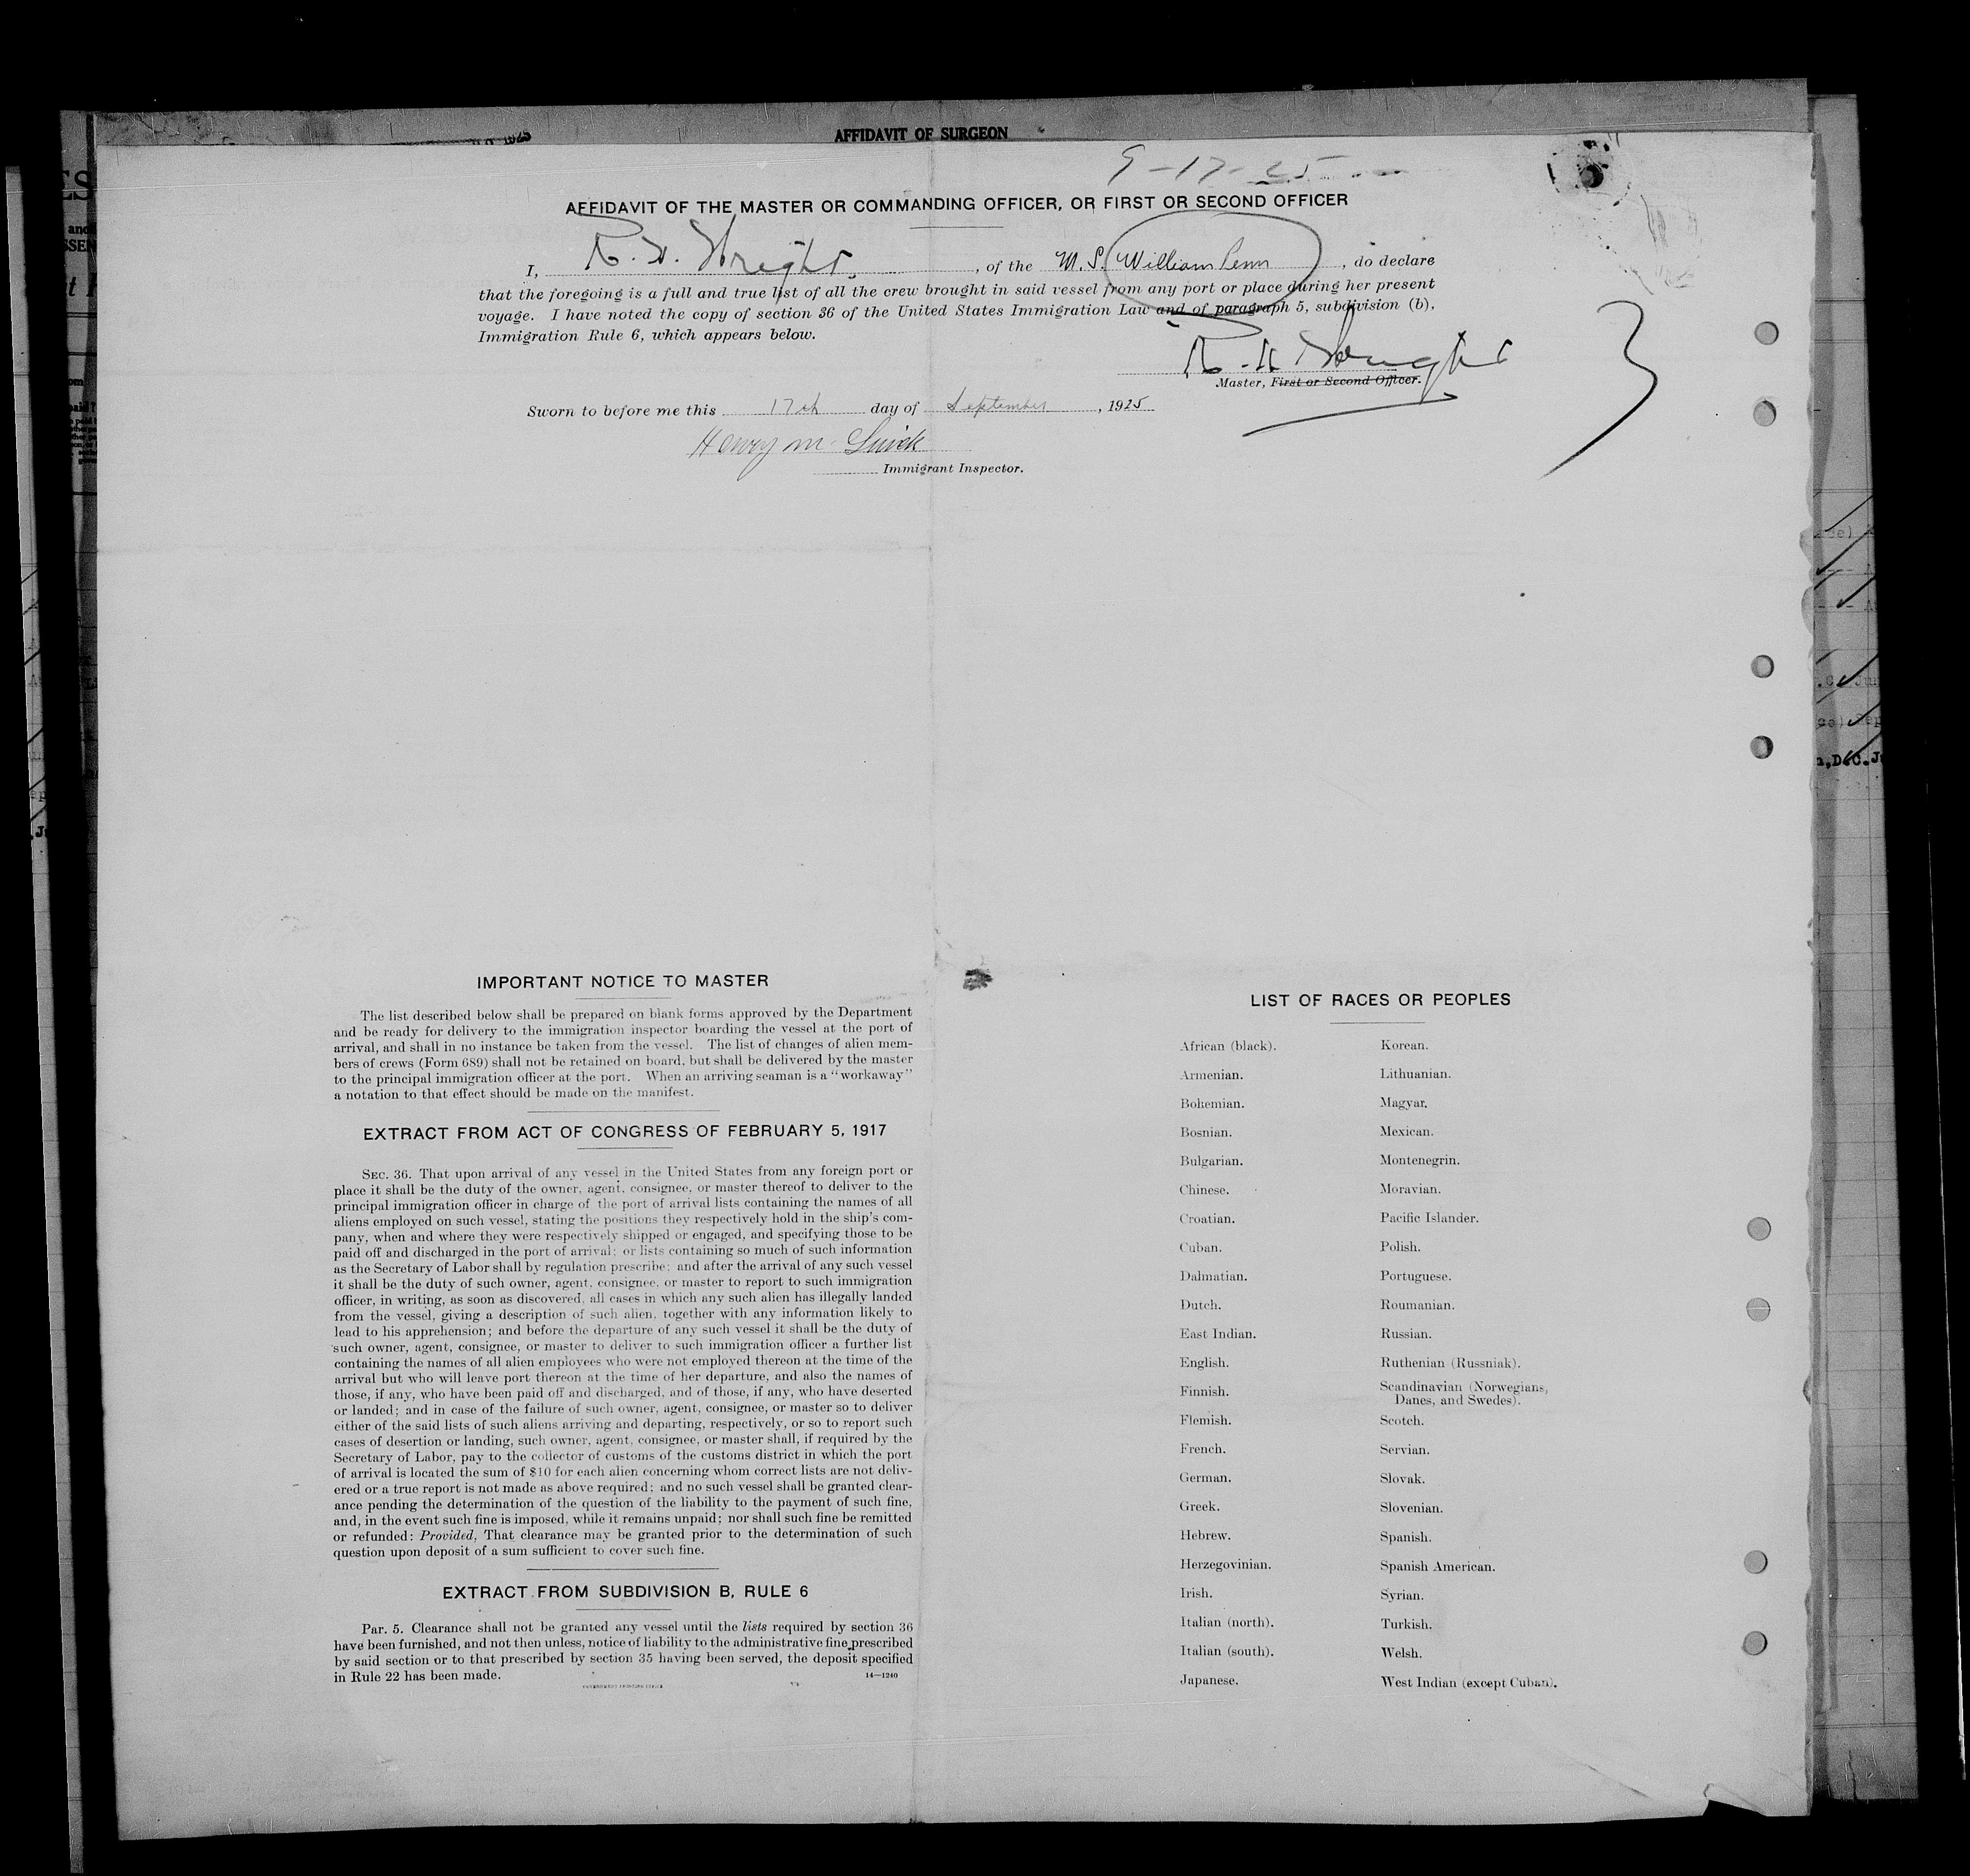 AFFIDAVIT OF SURGEON
9-17-25
AFFIDAVIT OF THE MASTER OR COMMANDING OFFICER, OR FIRST OR SECOND OFFICER
I, R. H. Wright, of the M.S. William Penn, do declare
that the foregoing is a full and true list of all the crew brought in said vessel from any port or place during her present
voyage. I have noted the copy of section 36 of the United States Immigration Law and of paragraph 5, subdivision (b),
Immigration Rule 6, which appears below.
R. H. Wright
Master, First or Second Officer.
Sworn to before me this 17th day of September, 1925
Henry M.
Immigrant Inspector.
IMPORTANT NOTICE TO MASTER
The list described below shall be prepared on blank forms approved by the Department
and be ready for delivery to the immigration inspector boarding the vessel at the port of
arrival, and shall in no instance be taken from the vessel. The list of changes of alien mem-
bers of crews (Form 689) shall not be retained on board, but shall be delivered by the master
to the principal immigration officer at the port. When an arriving seaman is a "workaway"
a notation to that effect should be made on the manifest.
EXTRACT FROM ACT OF CONGRESS OF FEBRUARY 5, 1917
SEC. 36. That upon arrival of any vessel in the United States from any foreign port or
place it shall be the duty of the owner, agent, consignee, or master thereof to deliver to the
principal immigration officer in charge of the port of arrival lists containing the names of all
aliens employed on such vessel, stating the positions they respectively hold in the ship's com-
pany, when and where they were respectively shipped or engaged, and specifying those to be
paid off and discharged in the port of arrival; or lists containing so much of such information
as the Secretary of Labor shall by regulation prescribe; and after the arrival of any such vessel
it shall be the duty of such owner, agent, consignee, or master to report to such immigration
officer, in writing, as soon as discovered, all cases in which any such alien has illegally landed
from the vessel, giving a description of such alien, together with any information likely to
lead to his apprehension; and before the departure of any such vessel it shall be the duty of
such owner, agent, consignee, or master to deliver to such immigration officer a further list
containing the names of all alien employees who were not employed thereon at the time of the
arrival but who will leave port thereon at the time of her departure, and also the names of
those, if any, who have been paid off and discharged, and of those, if any, who have deserted
or landed; and in case of the failure of such owner, agent, consignee, or master so to deliver
either of the said lists of such aliens arriving and departing, respectively, or so to report such
cases of desertion or landing, such owner, agent, consignee, or master shall, if required by the
Secretary of Labor, pay to the collector of customs of the customs district in which the port
of arrival is located the sum of $10 for each alien concerning whom correct lists are not deliv-
ered or a true report is not made as above required; and no such vessel shall be granted clear-
ance pending the determination of the question of the liability to the payment of such fine,
and, in the event such fine is imposed, while it remains unpaid; nor shall such fine be remitted
or refunded: Provided, That clearance may be granted prior to the determination of such
question upon deposit of a sum sufficient to cover such fine.
EXTRACT FROM SUBDIVISION B, RULE 6
Par. 5. Clearance shall not be granted any vessel until the lists required by section 36
have been furnished, and not then unless, notice of liability to the administrative fine prescribed
by said section or to that prescribed by section 35 having been served, the deposit specified
in Rule 22 has been made.
14—1240
GOVERNMENT PRINTING OFFICE
LIST OF RACES OR PEOPLES
African (black).
Armenian.
Bohemian.
Bosnian.
Bulgarian.
Chinese.
Croatian.
Cuban.
Dalmatian.
Dutch.
East Indian.
English.
Finnish.
Flemish.
French.
German.
Greek.
Hebrew.
Herzegovinian.
Irish.
Italian (north).
Italian (south).
Japanese.
Korean.
Lithuanian.
Magyar.
Mexican.
Montenegrin.
Moravian.
Pacific Islander.
Polish.
Portuguese.
Roumanian.
Russian.
Ruthenian (Russniak).
Scandinavian (Norwegians,
Danes, and Swedes).
Scotch.
Servian.
Slovak.
Slovenian.
Spanish.
Spanish American.
Syrian.
Turkish.
Welsh.
West Indian (except Cuban).